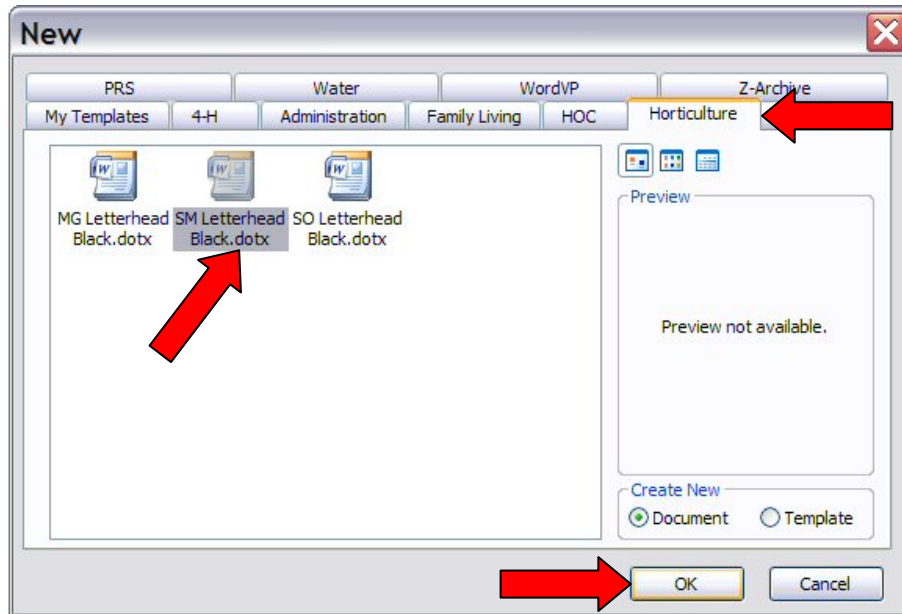 New
PRS Water WordVP Z-Archive
My Templates 4-H Administration Family Living HOC Horticulture
MG Letterhead SM Letterhead SO Letterhead
Black.dotx Black.dotx Black.dotx
Preview
Preview not available.
Create New
Document Template
OK Cancel